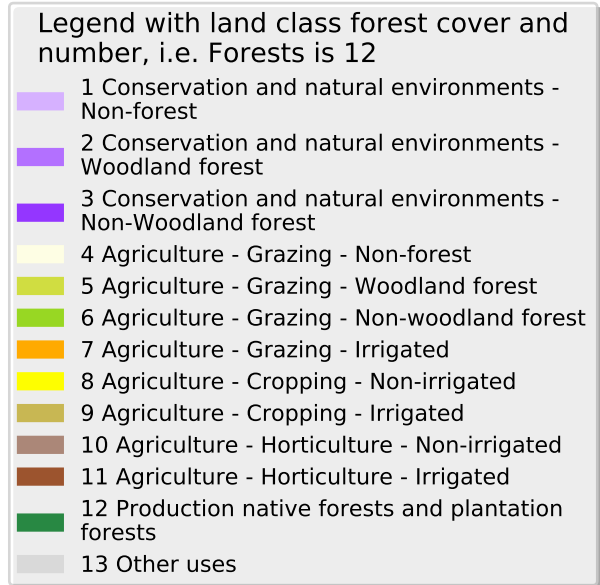 Legend with land class forest cover and
number, i.e. Forests is 12
1 Conservation and natural environments -
Non-forest
2 Conservation and natural environments -
Woodland forest
3 Conservation and natural environments -
Non-Woodland forest
4 Agriculture - Grazing - Non-forest
5 Agriculture - Grazing - Woodland forest
6 Agriculture - Grazing - Non-woodland forest
7 Agriculture - Grazing - Irrigated
8 Agriculture - Cropping - Non-irrigated
9 Agriculture - Cropping - Irrigated
10 Agriculture - Horticulture - Non-irrigated
11 Agriculture - Horticulture - Irrigated
12 Production native forests and plantation
forests
13 Other uses